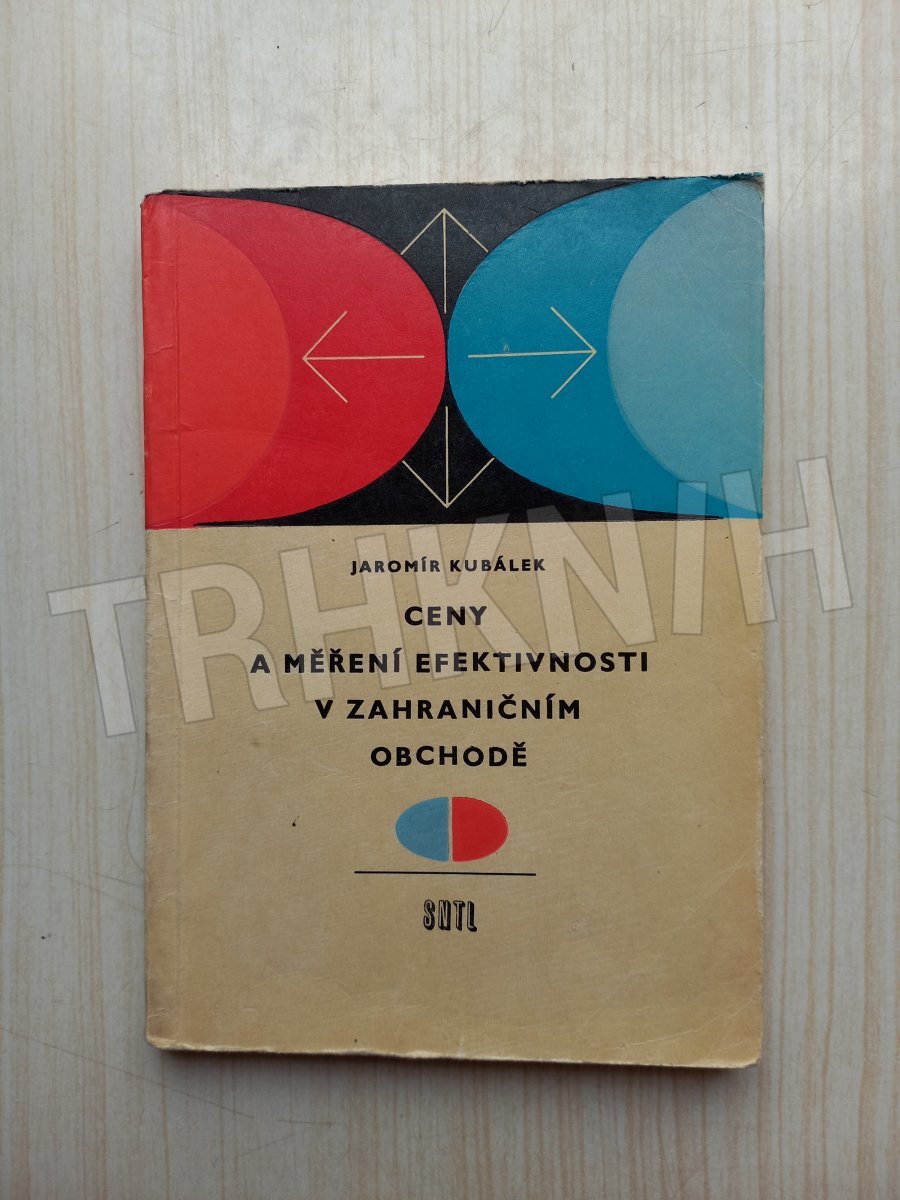 JAROMÍR KUBÁLEK
CENY
A MĚŘENÍ EFEKTIVNOSTI
V ZAHRANIČNÍM
OBCHODĚ
SNTL
TRHKNIH